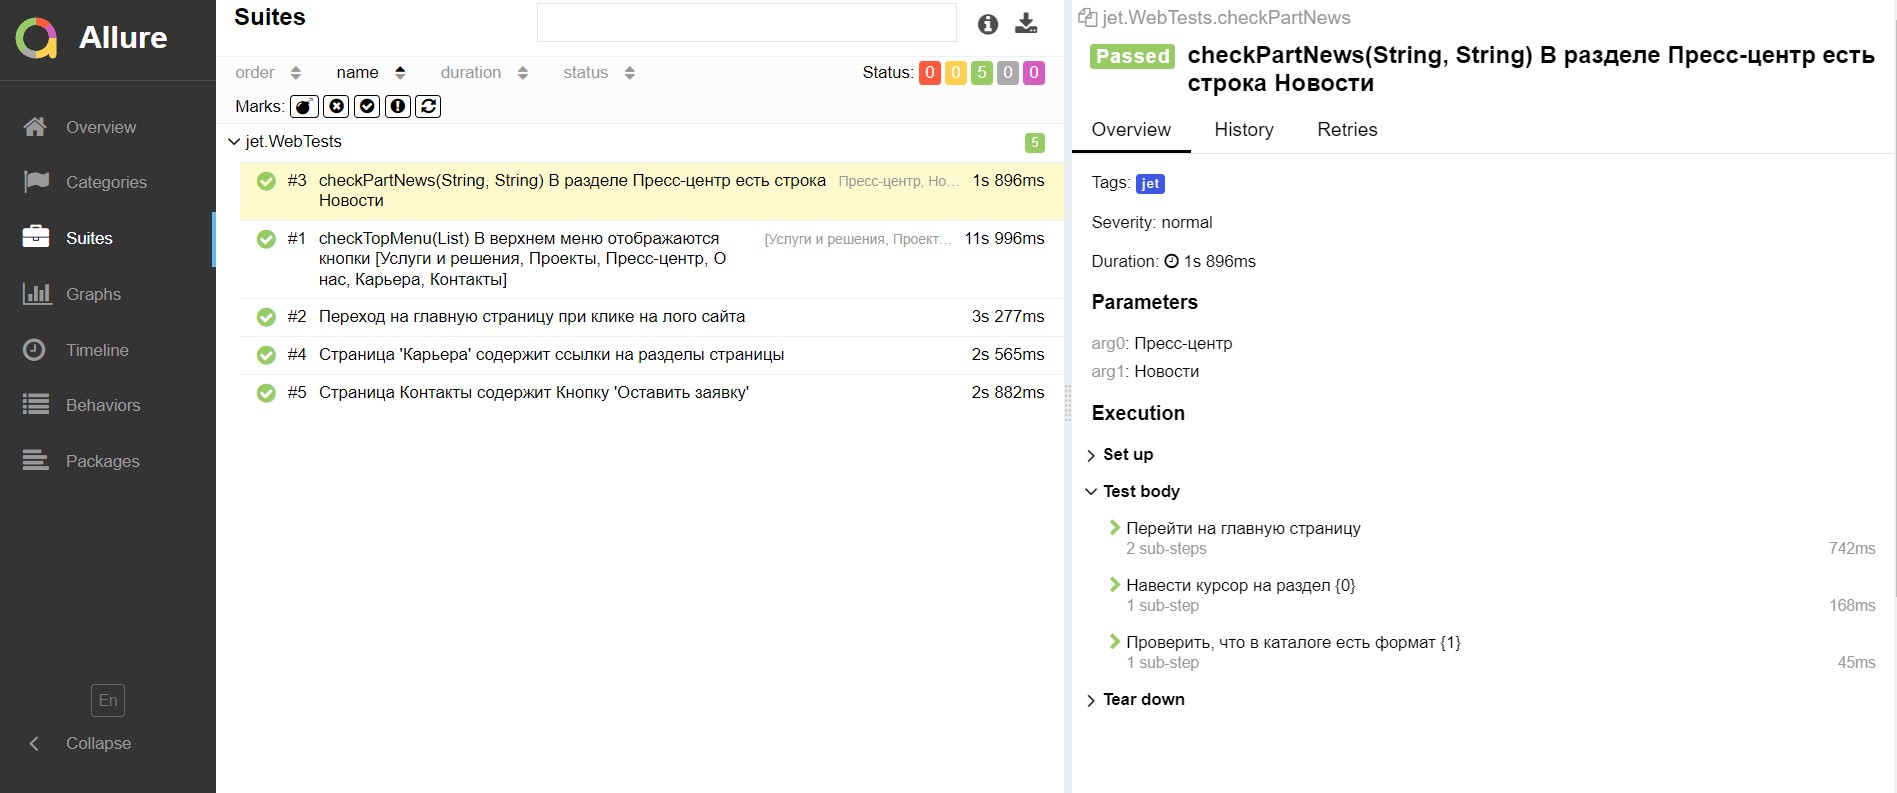 Allure
Overview
Categories
Suites
Graphs
Timeline
Behaviors
Packages
En
Collapse
Suites
order name duration status Status: 0 0 5 0 0
Marks:
jet.WebTests 5
#3 checkPartNews(String, String) В разделе Пресс-центр есть строка Пресс-центр, Но… 1s 896ms
Новости
#1 checkTopMenu(List) В верхнем меню отображаются [Услуги и решения, Проект… 11s 996ms
кнопки [Услуги и решения, Проекты, Пресс-центр, О
нас, Карьера, Контакты]
#2 Переход на главную страницу при клике на лого сайта 3s 277ms
#4 Страница 'Карьера' содержит ссылки на разделы страницы 2s 565ms
#5 Страница Контакты содержит Кнопку 'Оставить заявку' 2s 882ms
jet.WebTests.checkPartNews
Passed checkPartNews(String, String) В разделе Пресс-центр есть
строка Новости
Overview History Retries
Tags: jet
Severity: normal
Duration: 1s 896ms
Parameters
arg0: Пресс-центр
arg1: Новости
Execution
Set up
Test body
Перейти на главную страницу
2 sub-steps 742ms
Навести курсор на раздел {0}
1 sub-step 168ms
Проверить, что в каталоге есть формат {1}
1 sub-step 45ms
Tear down